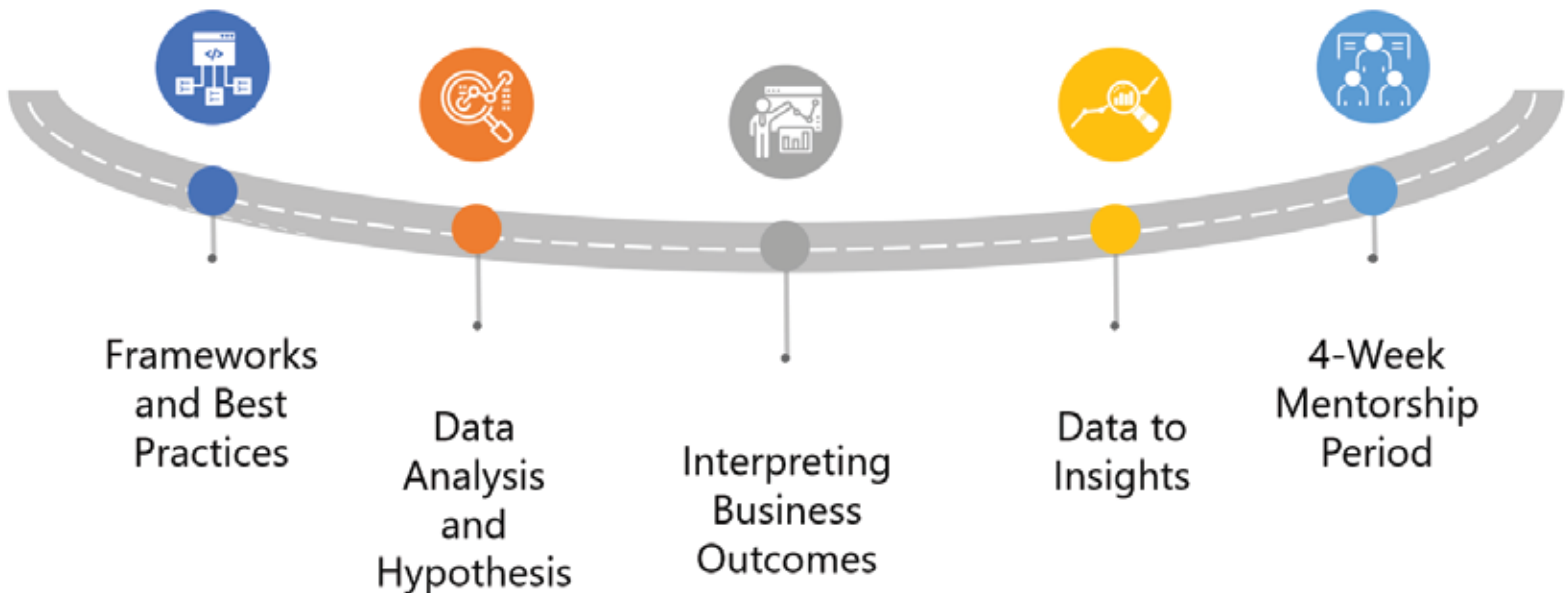 Frameworks
and Best
Practices
Data
Analysis
and
Hypothesis
Interpreting
Business
Outcomes
Data to
Insights
4-Week
Mentorship
Period